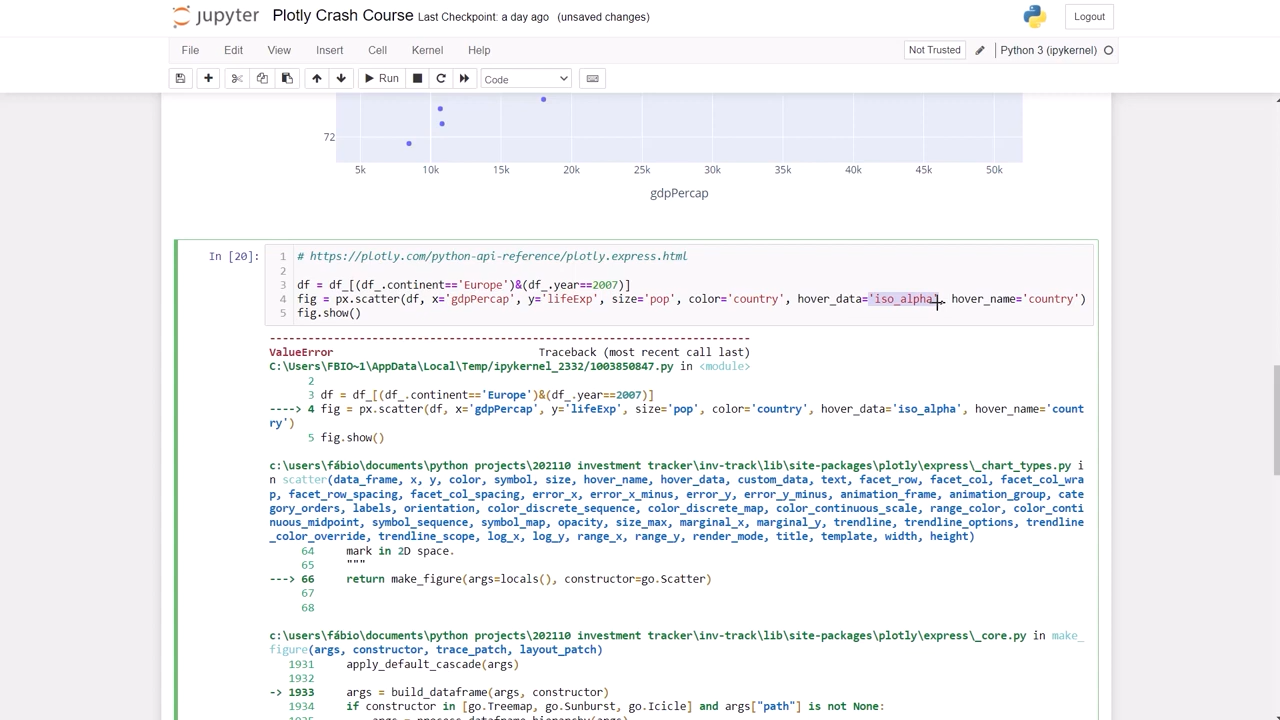 jupyter Plotly Crash Course Last Checkpoint: a day ago (unsaved changes) Logout
File Edit View Insert Cell Kernel Help Not Trusted Python 3 (ipykernel)
Run Code
72
5k 10k 15k 20k 25k 30k 35k 40k 45k 50k
gdpPercap
In [20]:
1 # https://plotly.com/python-api-reference/plotly.express.html
2
3 df = df_[(df_.continent=='Europe')&(df_.year==2007)]
4 fig = px.scatter(df, x='gdpPercap', y='lifeExp', size='pop', color='country', hover_data='iso_alpha', hover_name='country')
5 fig.show()
---------------------------------------------------------------------------
ValueError Traceback (most recent call last)
C:\Users\FBIO~1\AppData\Local\Temp/ipykernel_2332/1003850847.py in <module>
2
3 df = df_[(df_.continent=='Europe')&(df_.year==2007)]
----> 4 fig = px.scatter(df, x='gdpPercap', y='lifeExp', size='pop', color='country', hover_data='iso_alpha', hover_name='count
ry')
5 fig.show()
c:\users\fábio\documents\python projects\202110 investment tracker\inv-track\lib\site-packages\plotly\express\_chart_types.py i
n scatter(data_frame, x, y, color, symbol, size, hover_name, hover_data, custom_data, text, facet_row, facet_col, facet_col_wra
p, facet_row_spacing, facet_col_spacing, error_x, error_x_minus, error_y, error_y_minus, animation_frame, animation_group, cate
gory_orders, labels, orientation, color_discrete_sequence, color_discrete_map, color_continuous_scale, range_color, color_conti
nuous_midpoint, symbol_sequence, symbol_map, opacity, size_max, marginal_x, marginal_y, trendline, trendline_options, trendline
_color_override, trendline_scope, log_x, log_y, range_x, range_y, render_mode, title, template, width, height)
64 mark in 2D space.
65 """
---> 66 return make_figure(args=locals(), constructor=go.Scatter)
67
68
c:\users\fábio\documents\python projects\202110 investment tracker\inv-track\lib\site-packages\plotly\express\_core.py in make_
figure(args, constructor, trace_patch, layout_patch)
1931 apply_default_cascade(args)
1932
-> 1933 args = build_dataframe(args, constructor)
1934 if constructor in [go.Treemap, go.Sunburst, go.Icicle] and args["path"] is not None:
1935 args = process_dataframe_hierarchy(args)